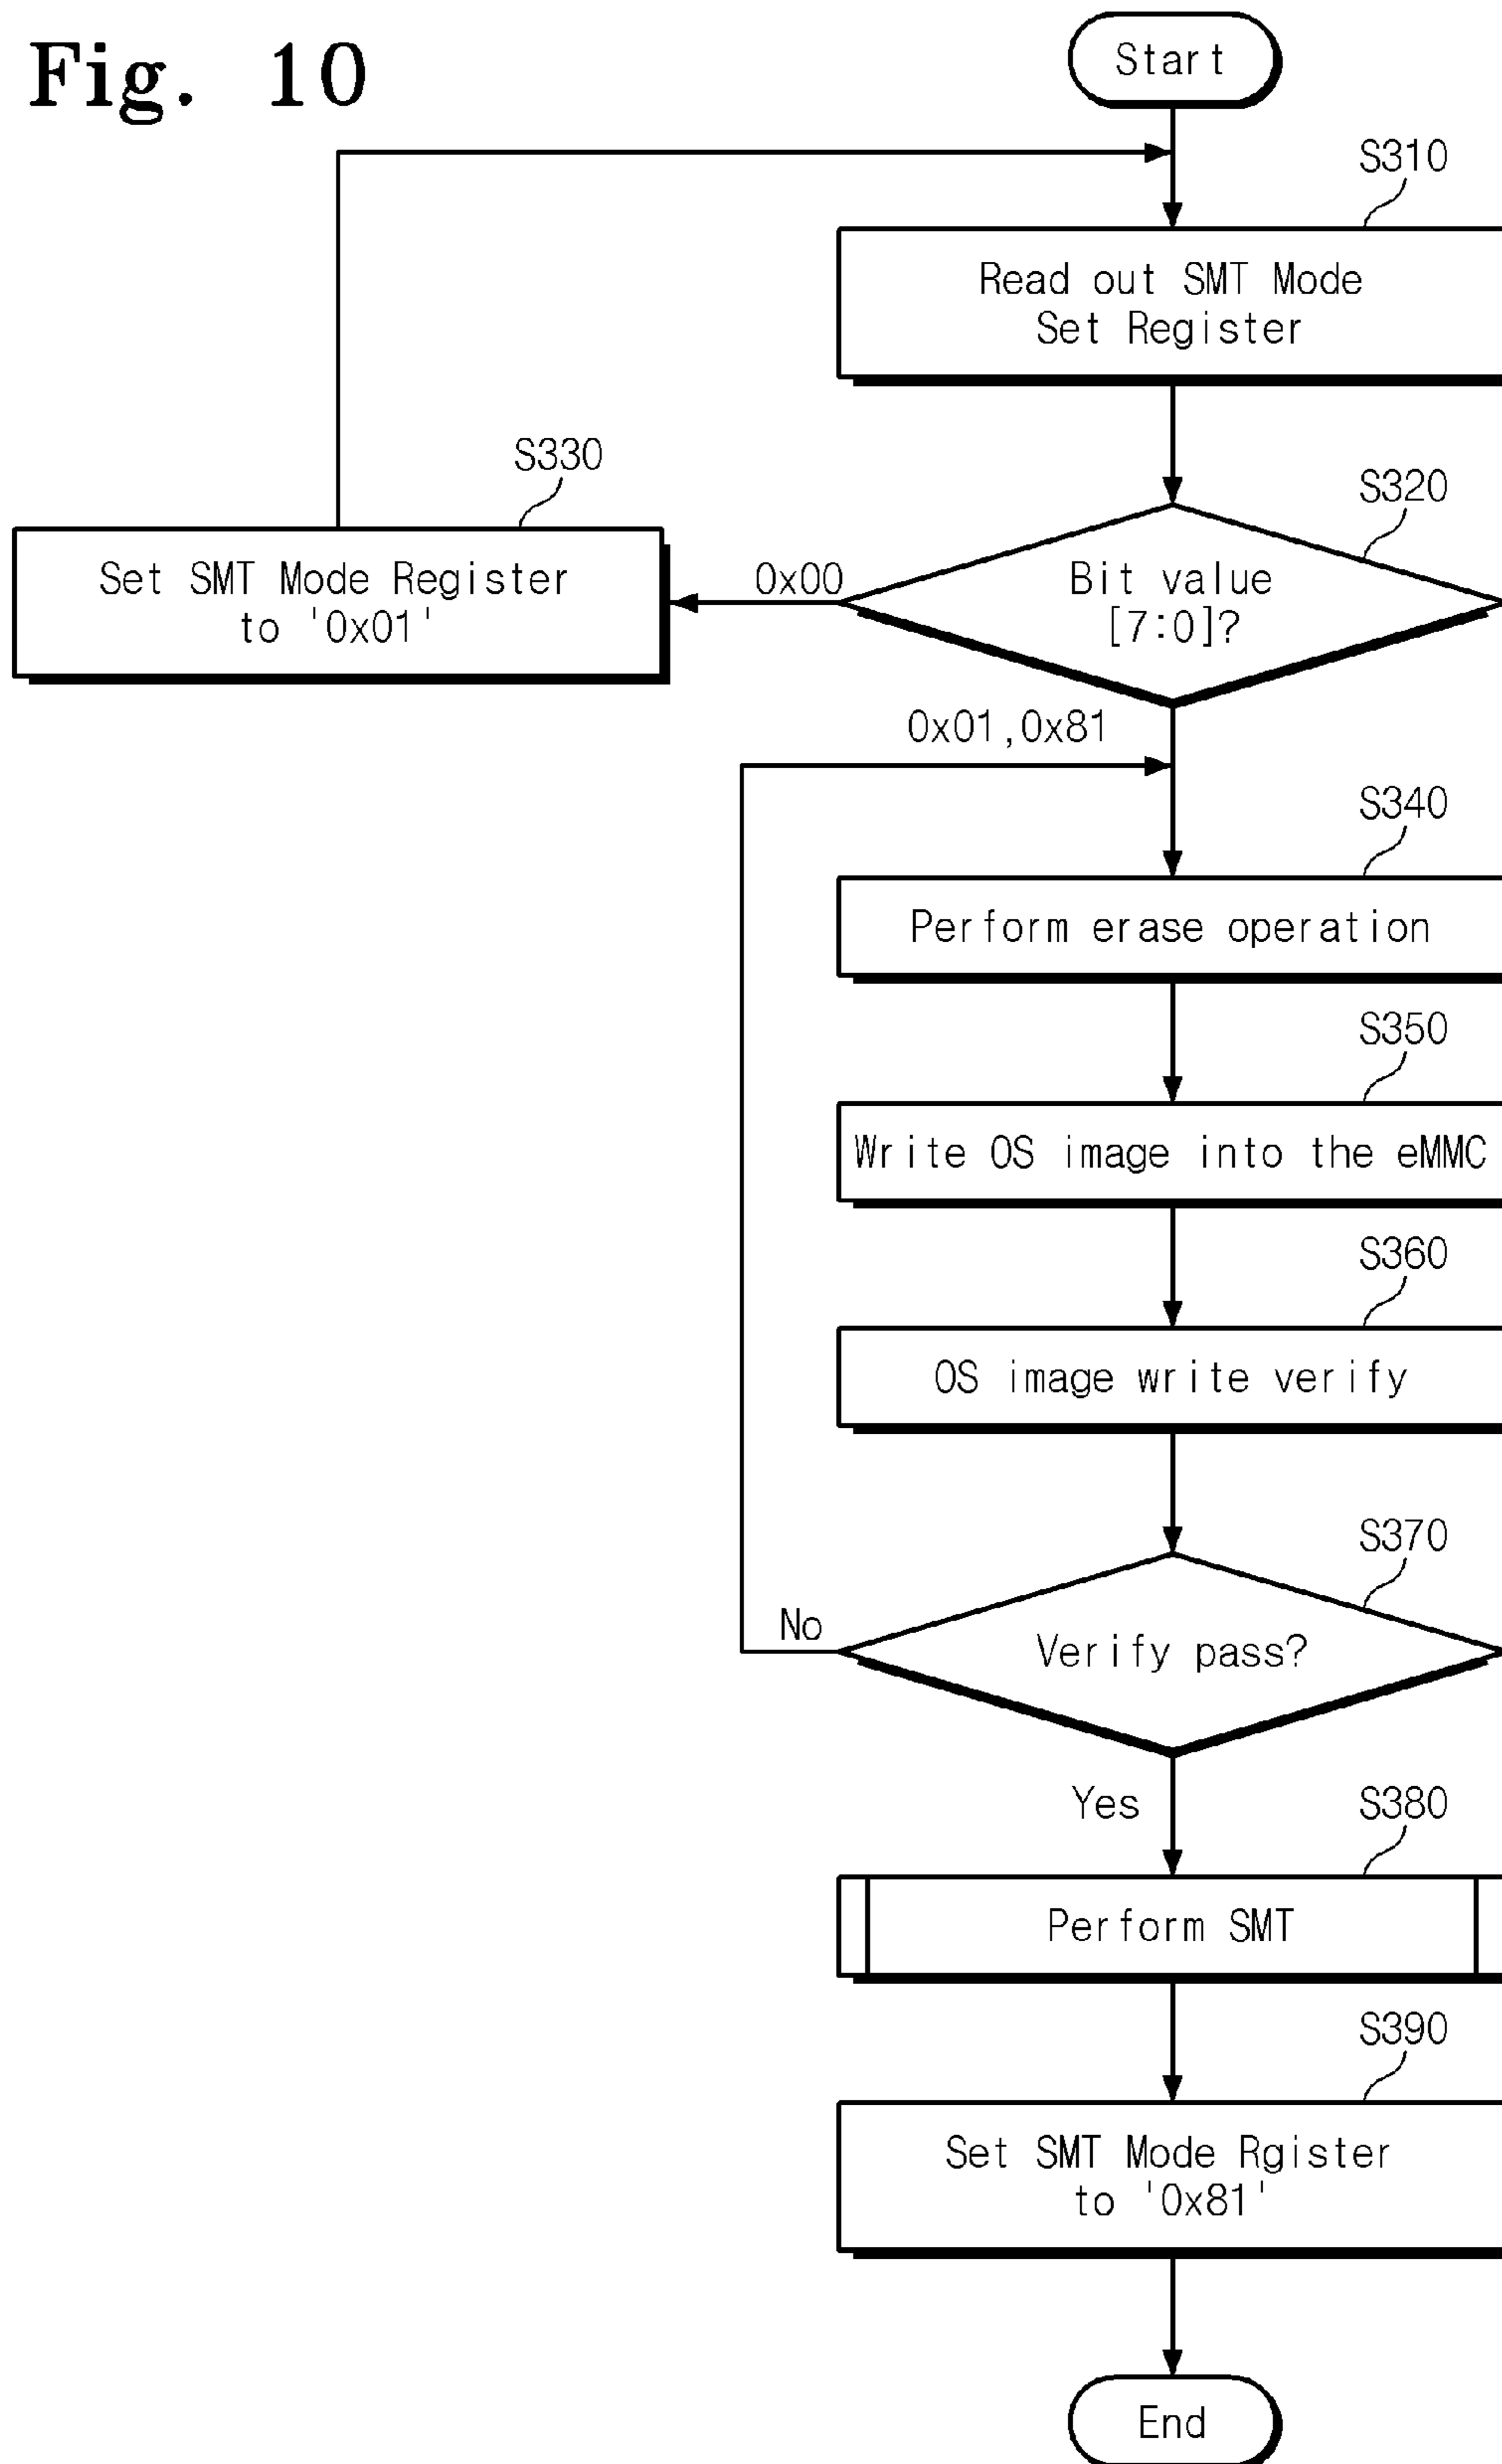 Fig. 10
Start
S310
Read out SMT Mode
Set Register
S330
S320
Set SMT Mode Register
to '0x01'
0x00
Bit value
[7:0]?
0x01,0x81
S340
Perform erase operation
S350
Write OS image into the eMMC
S360
OS image write verify
S370
No
Verify pass?
Yes
S380
Perform SMT
S390
Set SMT Mode Rgister
to '0x81'
End